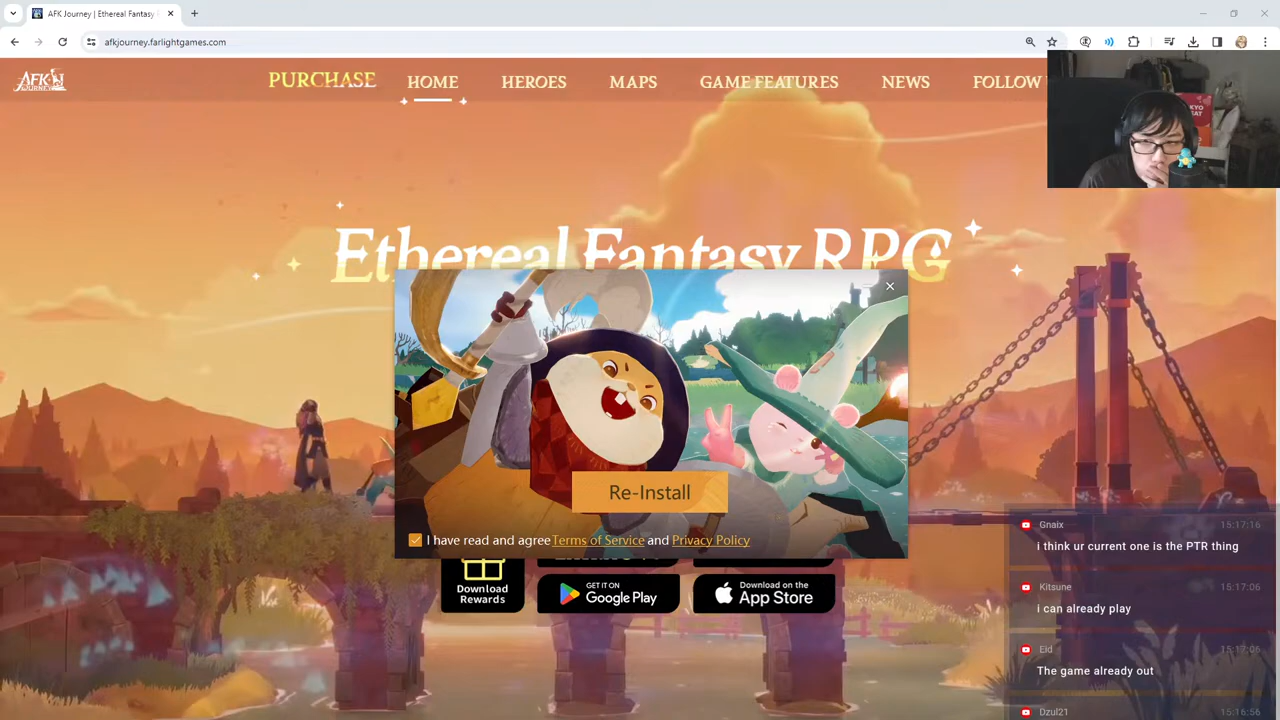 AFK Journey | Ethereal Fantasy
afkjourney.farlightgames.com
AFK
JOURNEY
PURCHASE
HOME
HEROES
MAPS
GAME FEATURES
NEWS
FOLLOW
Ethereal Fantasy RPG
Re-Install
I have read and agree Terms of Service and Privacy Policy
Download
Rewards
GET IT ON
Google Play
Download on the
App Store
Gnaix 15:17:16
i think ur current one is the PTR thing
Kitsune 15:17:06
i can already play
Eid 15:17:06
The game already out
Dzul21 15:16:56